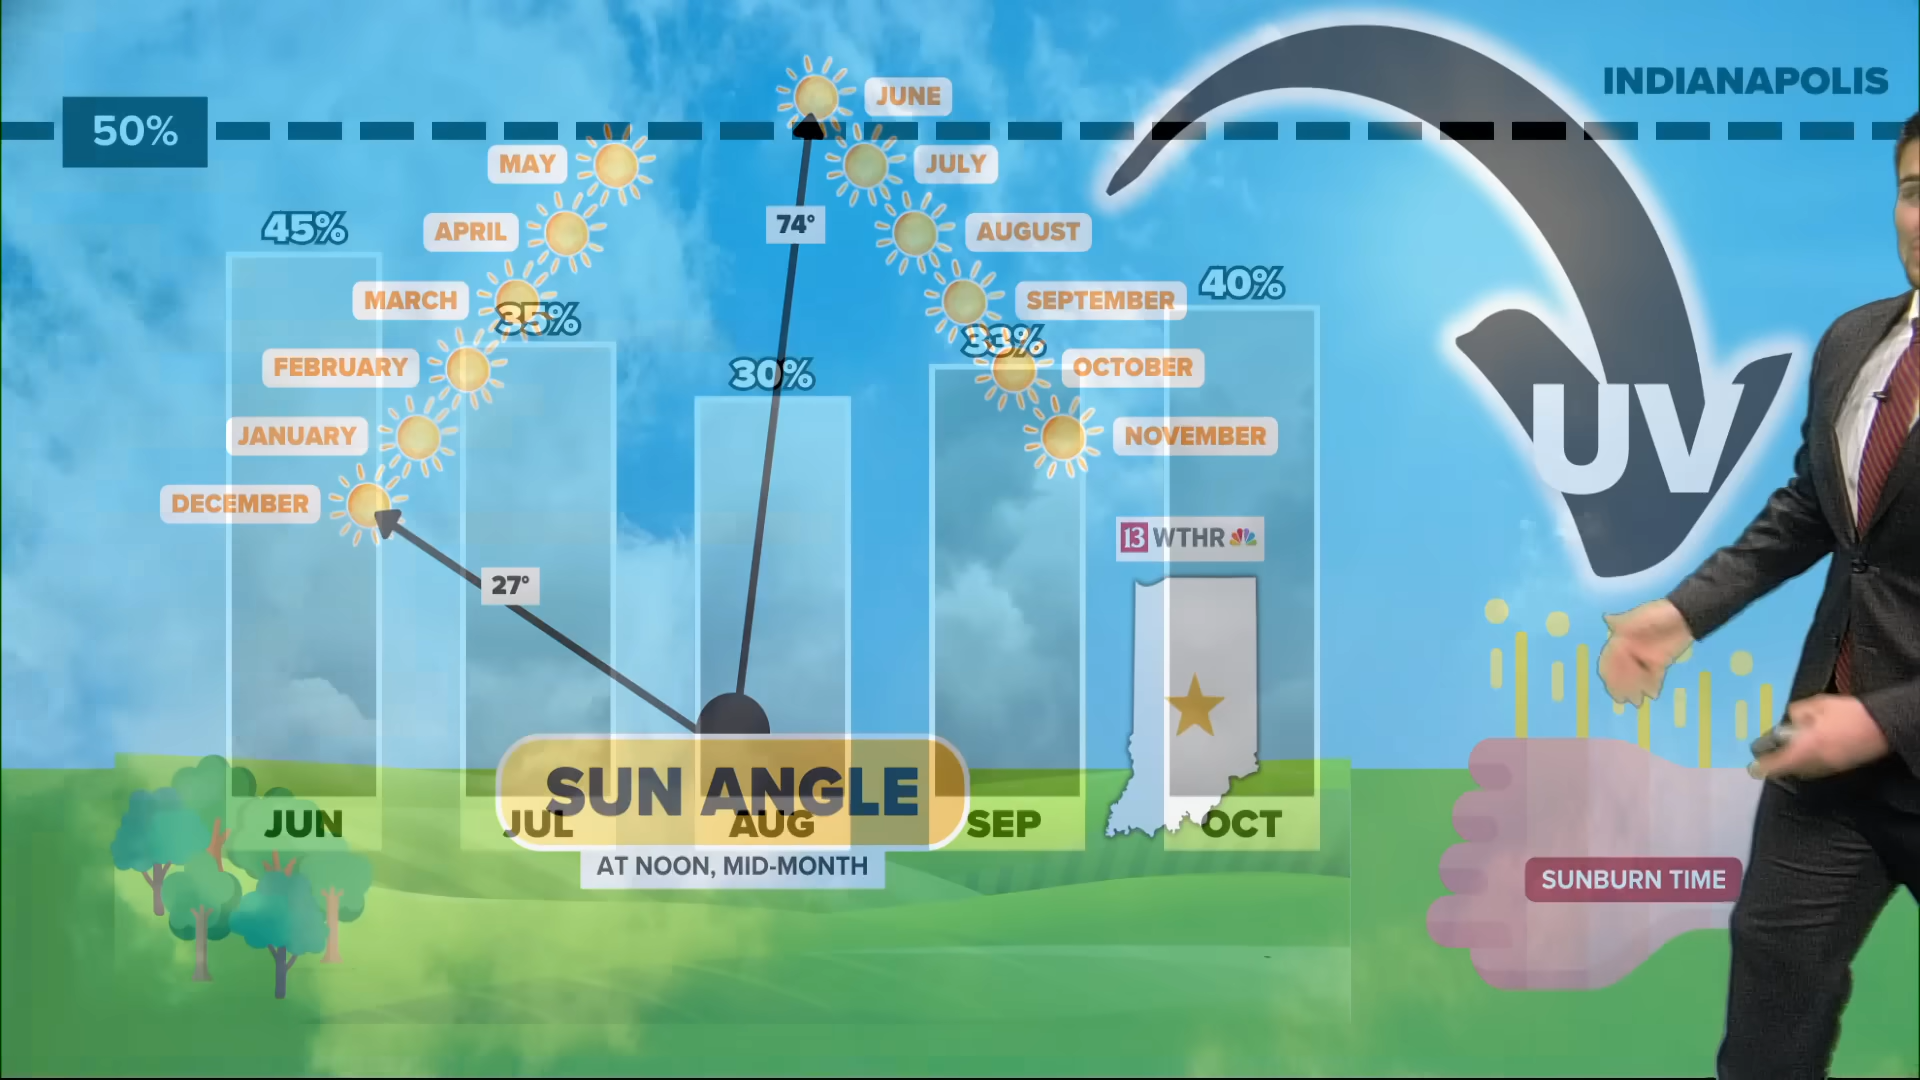 INDIANAPOLIS
50%
JUNE
MAY
JULY
45%
74°
APRIL
AUGUST
40%
MARCH
35%
SEPTEMBER
33%
FEBRUARY
30%
OCTOBER
JANUARY
NOVEMBER
UV
DECEMBER
13 WTHR
27°
SUN ANGLE
JUN
JUL
AUG
SEP
OCT
AT NOON, MID-MONTH
SUNBURN TIME